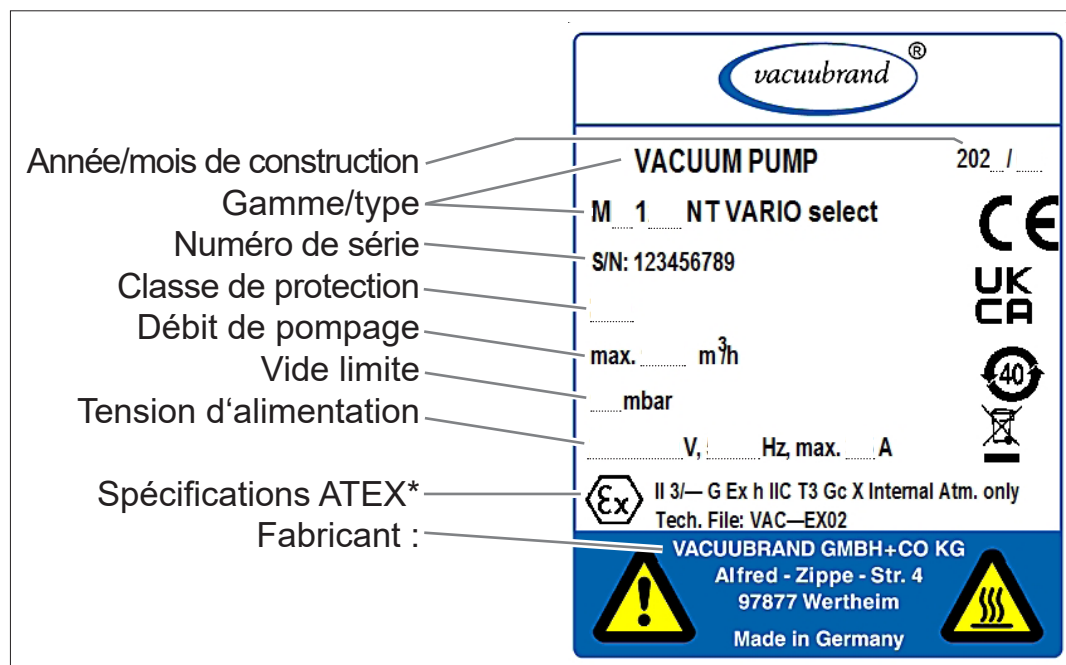 vacuubrand ®
Année/mois de construction
Gamme/type
Numéro de série
Classe de protection
Débit de pompage
Vide limite
Tension d‘alimentation
Spécifications ATEX*
Fabricant :
VACUUM PUMP 202 /
M 1 NT VARIO select
S/N: 123456789
max. m³/h
mbar
V, Hz, max. A
CE
UK
CA
40
Ex II 3/— G Ex h IIC T3 Gc X Internal Atm. only
Tech. File: VAC—EX02
VACUUBRAND GMBH+CO KG
Alfred - Zippe - Str. 4
97877 Wertheim
Made in Germany